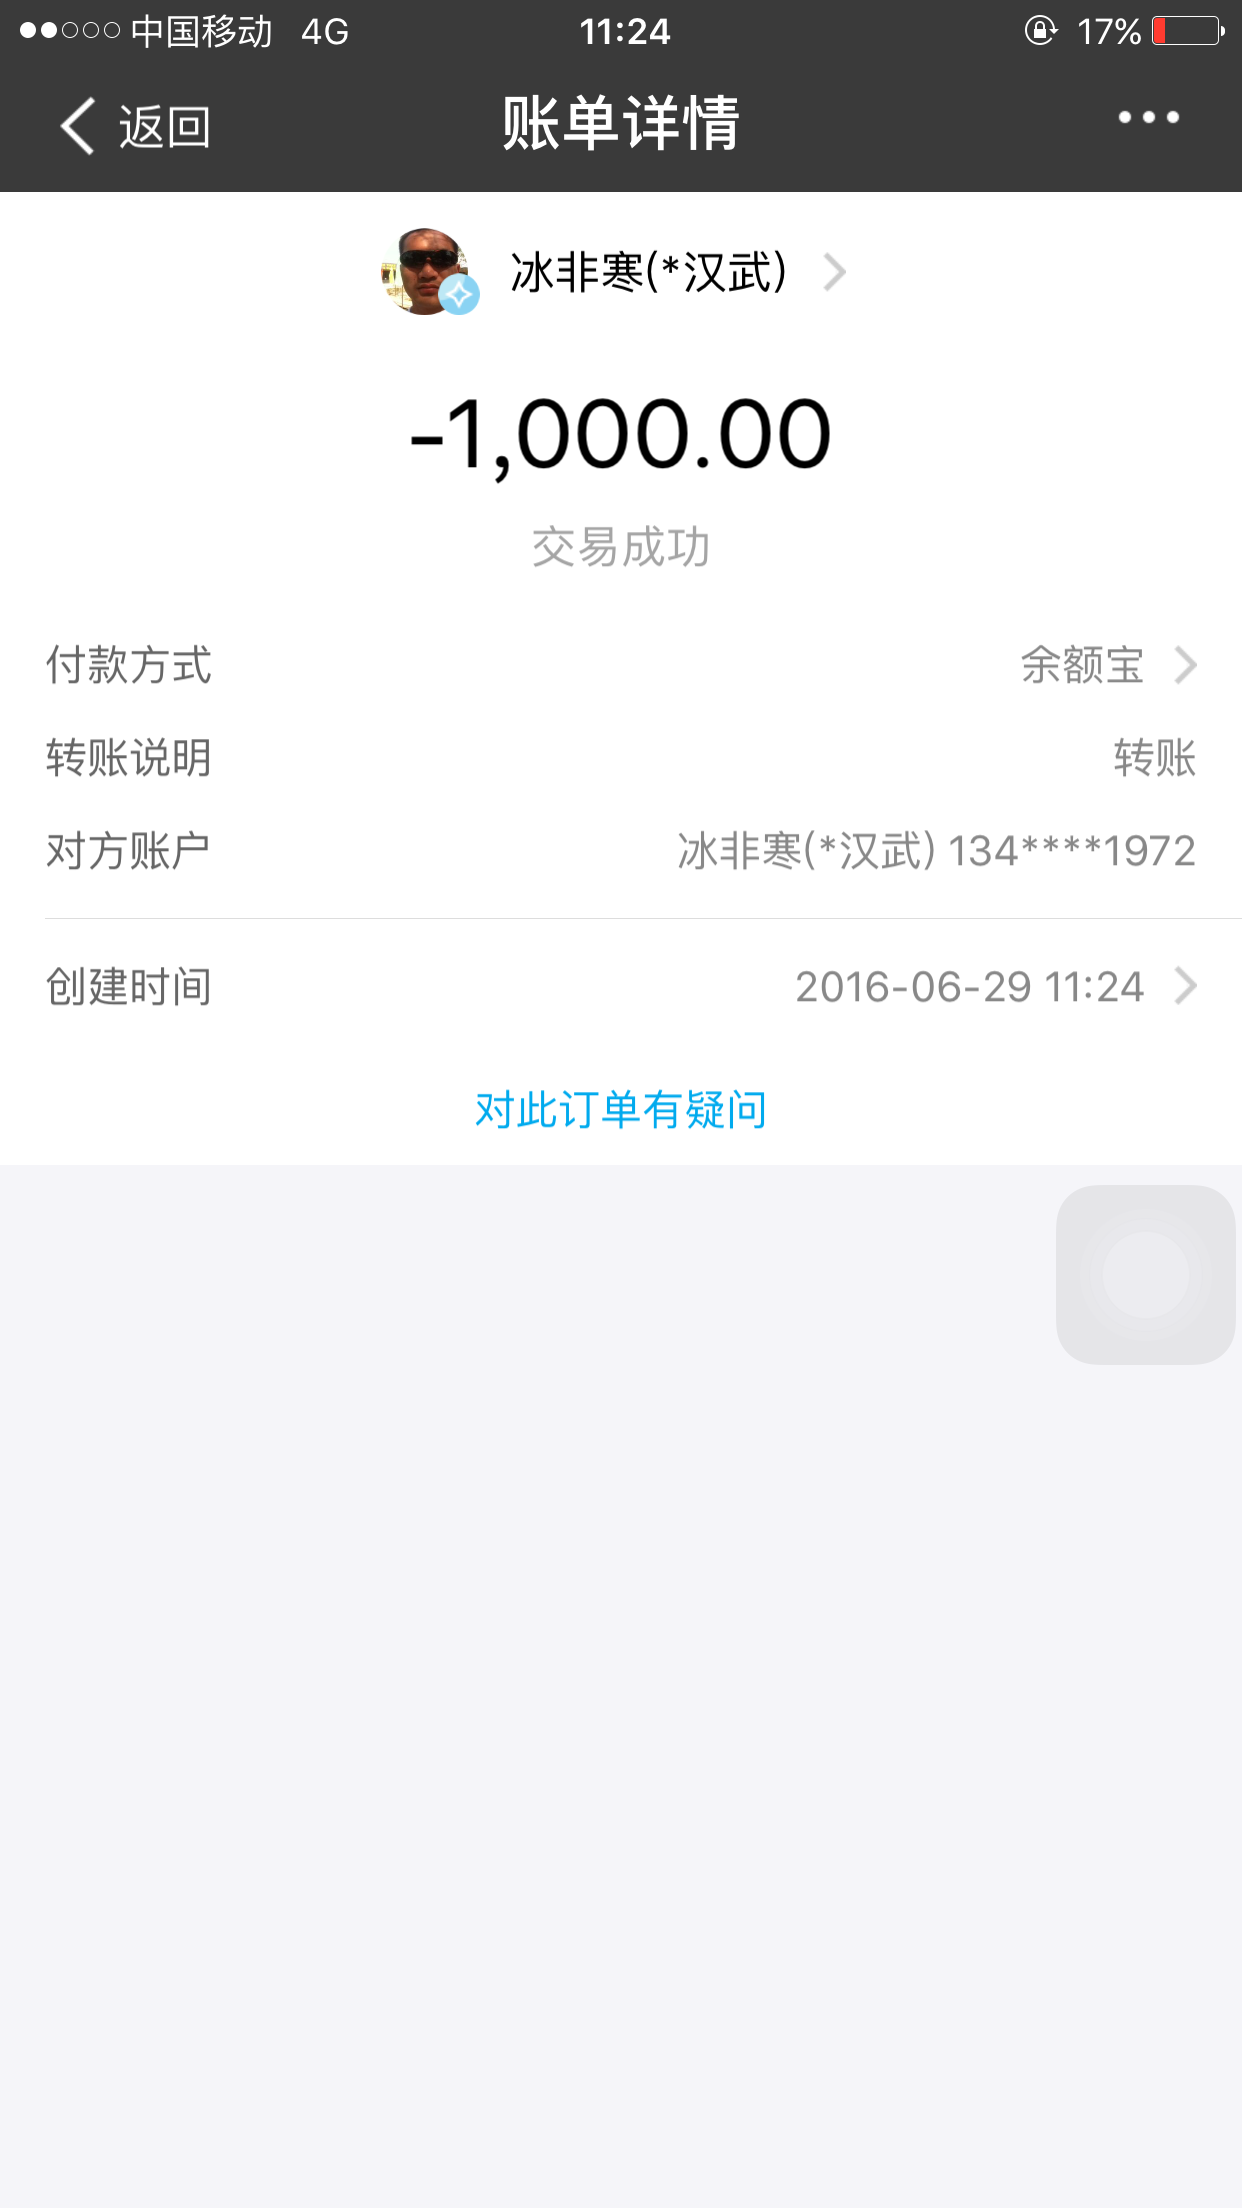 中国移动 4G 11:24 17%
返回 账单详情
冰非寒(*汉武)
-1,000.00
交易成功
付款方式 余额宝
转账说明 转账
对方账户 冰非寒(*汉武) 134****1972
创建时间 2016-06-29 11:24
对此订单有疑问